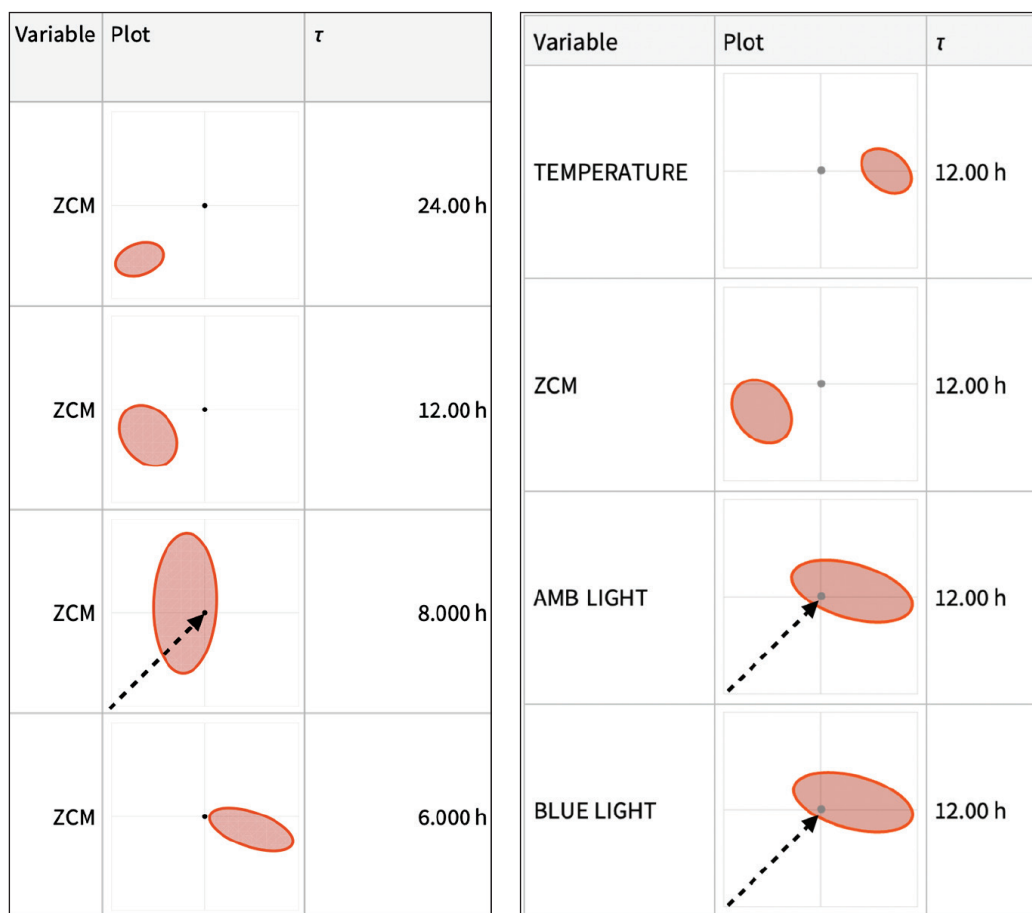 Variable Plot τ
ZCM 24.00 h
ZCM 12.00 h
ZCM 8.000 h
ZCM 6.000 h
Variable Plot τ
TEMPERATURE 12.00 h
ZCM 12.00 h
AMB LIGHT 12.00 h
BLUE LIGHT 12.00 h